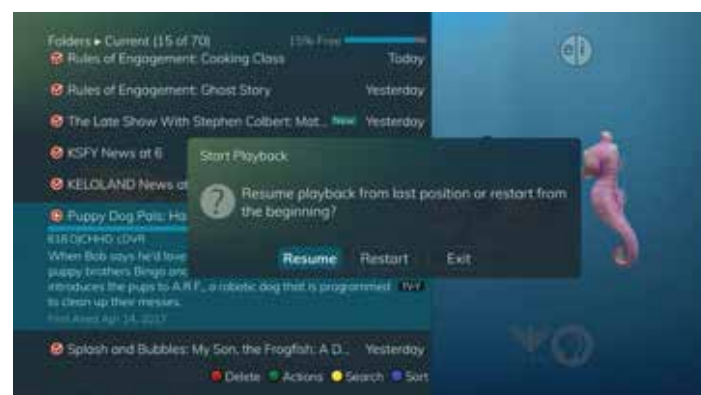 Folders ▸ Current (15 of 70) 15% Free
Rules of Engagement: Cooking Class Today
Rules of Engagement: Ghost Story Yesterday
The Late Show With Stephen Colbert: Mat... New Yesterday
KSFY News at 6
KELOLAND News at
Start Playback
Resume playback from last position or restart from
the beginning?
Resume Restart Exit
Puppy Dog Pals: Ha
When Bob says he'd love
puppy brothers Bingo and
introduces the pups to A.R.F., a robotic dog that is programmed TV-Y
to clean up their messes.
First Aired Apr 14, 2017
Splash and Bubbles: My Son, the Frogfish: A D... Yesterday
Delete Actions Search Sort
e|i